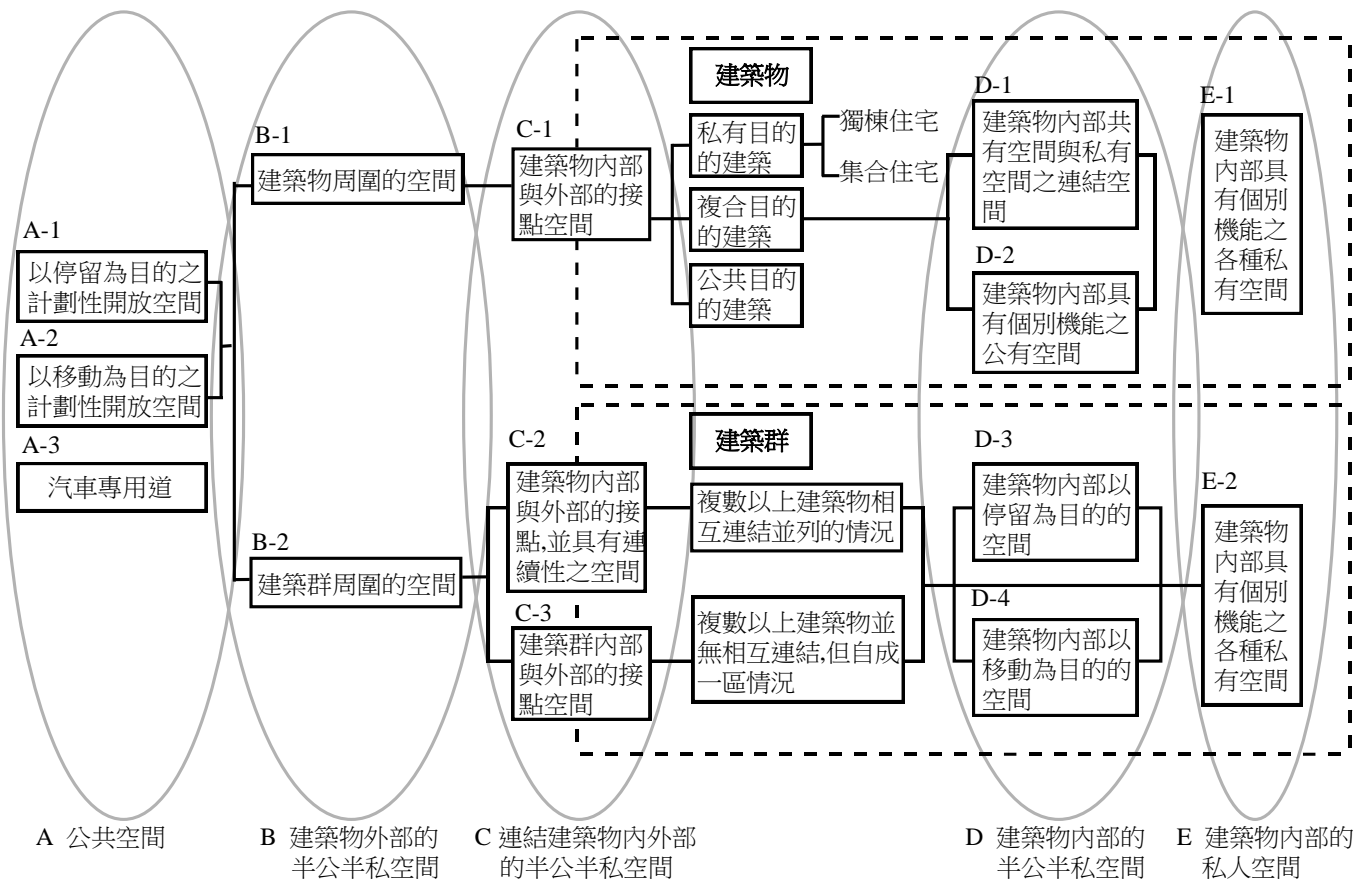 A-1
以停留為目的之
計劃性開放空間
A-2
以移動為目的之
計劃性開放空間
A-3
汽車專用道
B-1
建築物周圍的空間
B-2
建築群周圍的空間
C-1
建築物內部
與外部的接
點空間
C-2
建築物內部
與外部的接
點,並具有連
續性之空間
C-3
建築群內部
與外部的接
點空間
建築物
私有目的
的建築
獨棟住宅
集合住宅
複合目的
的建築
公共目的
的建築
建築群
複數以上建築物相
互連結並列的情況
複數以上建築物並
無相互連結,但自成
一區情況
D-1
建築物內部共
有空間與私有
空間之連結空
間
D-2
建築物內部具
有個別機能之
公有空間
D-3
建築物內部以
停留為目的的
空間
D-4
建築物內部以
移動為目的的
空間
E-1
建築物
內部具
有個別
機能之
各種私
有空間
E-2
建築物
內部具
有個別
機能之
各種私
有空間
A 公共空間
B 建築物外部的
半公半私空間
C 連結建築物內外部
的半公半私空間
D 建築物內部的
半公半私空間
E 建築物內部的
私人空間